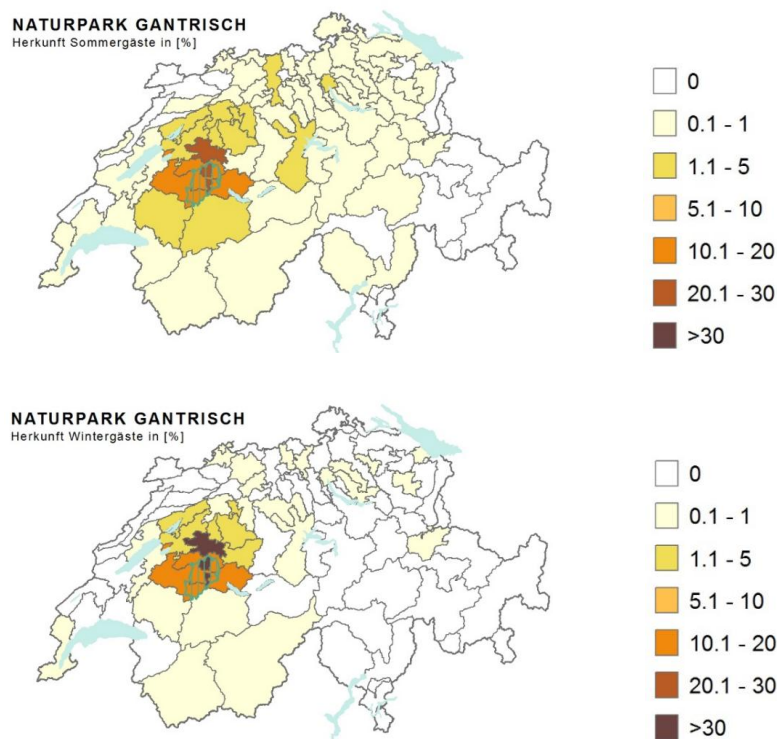 NATURPARK GANTRISCH
Herkunft Sommergäste in [%]
0
0.1 - 1
1.1 - 5
5.1 - 10
10.1 - 20
20.1 - 30
>30
NATURPARK GANTRISCH
Herkunft Wintergäste in [%]
0
0.1 - 1
1.1 - 5
5.1 - 10
10.1 - 20
20.1 - 30
>30